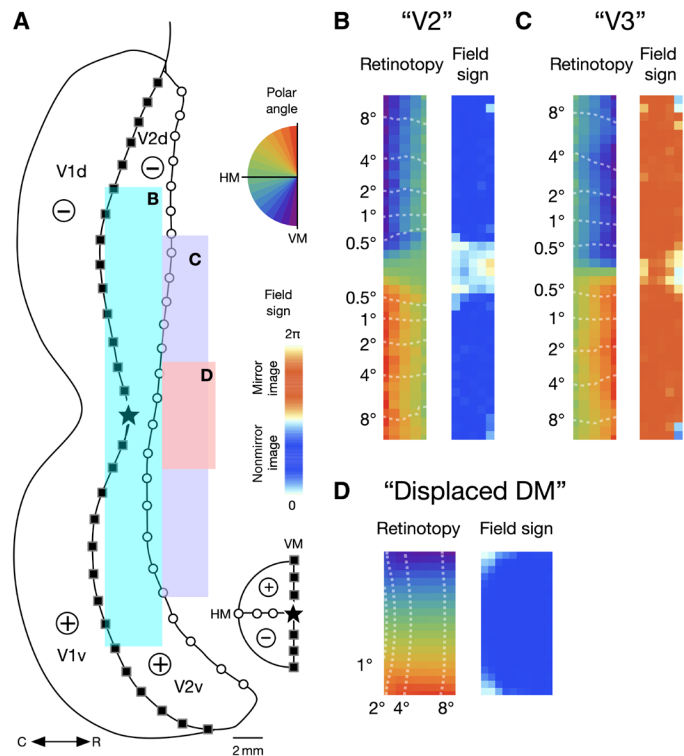 A
V2d
V1d
−
−
B
C
D
V1v
+
V2v
+
C
R
2 mm
Polar
angle
HM
VM
Field
sign
2π
Mirror
image
Nonmirror
image
0
VM
HM
+
−
B “V2”
Retinotopy
Field
sign
8°
4°
2°
1°
0.5°
0.5°
1°
2°
4°
8°
C “V3”
Retinotopy
Field
sign
8°
4°
2°
1°
0.5°
0.5°
1°
2°
4°
8°
D “Displaced DM”
Retinotopy Field sign
1°
2° 4° 8°